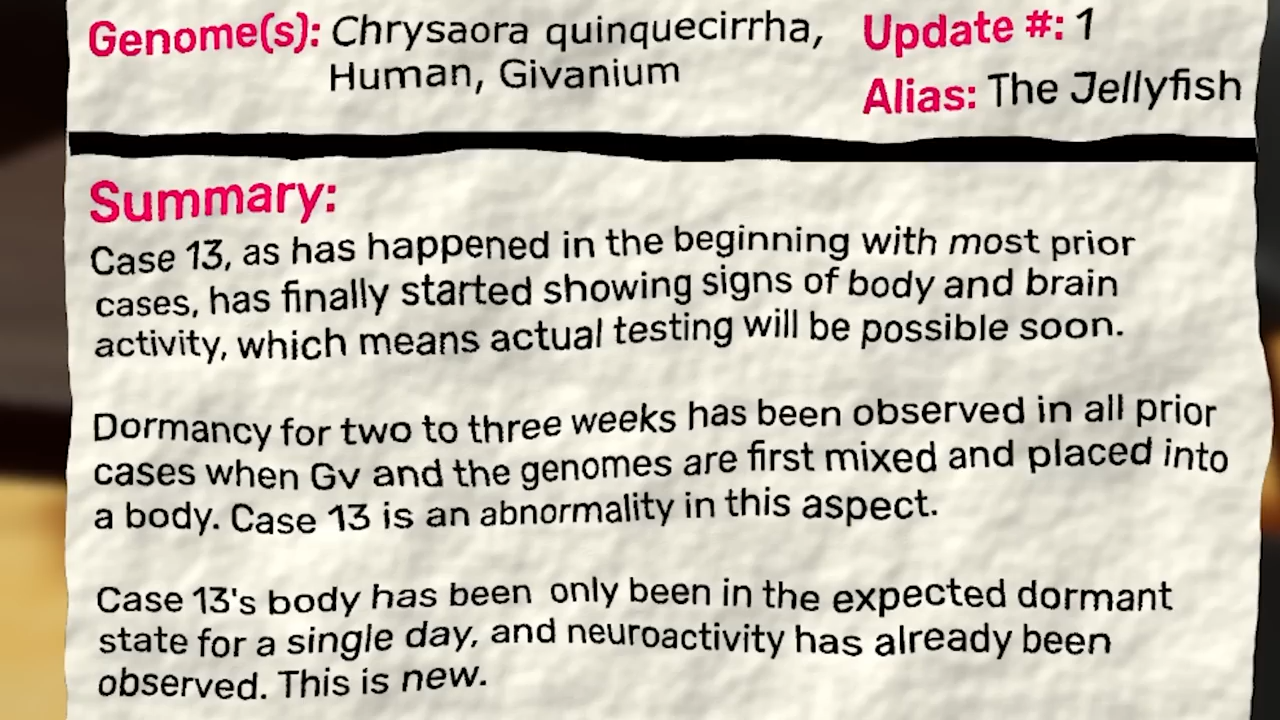 Genome(s): Chrysaora quinquecirrha, Update #: 1
Human, Givanium Alias: The Jellyfish
Summary:
Case 13, as has happened in the beginning with most prior
cases, has finally started showing signs of body and brain
activity, which means actual testing will be possible soon.
Dormancy for two to three weeks has been observed in all prior
cases when Gv and the genomes are first mixed and placed into
a body. Case 13 is an abnormality in this aspect.
Case 13's body has been only been in the expected dormant
state for a single day, and neuroactivity has already been
observed. This is new.